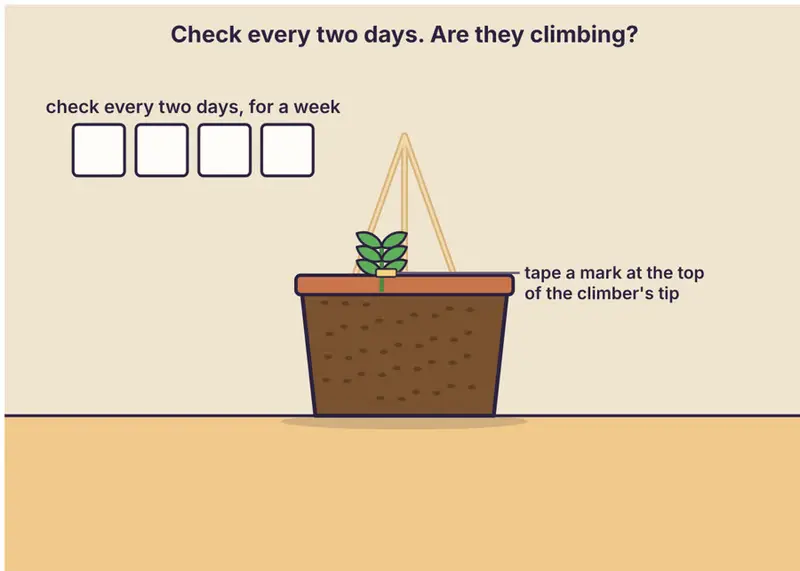 Check every two days. Are they climbing?
check every two days, for a week
tape a mark at the top
of the climber's tip